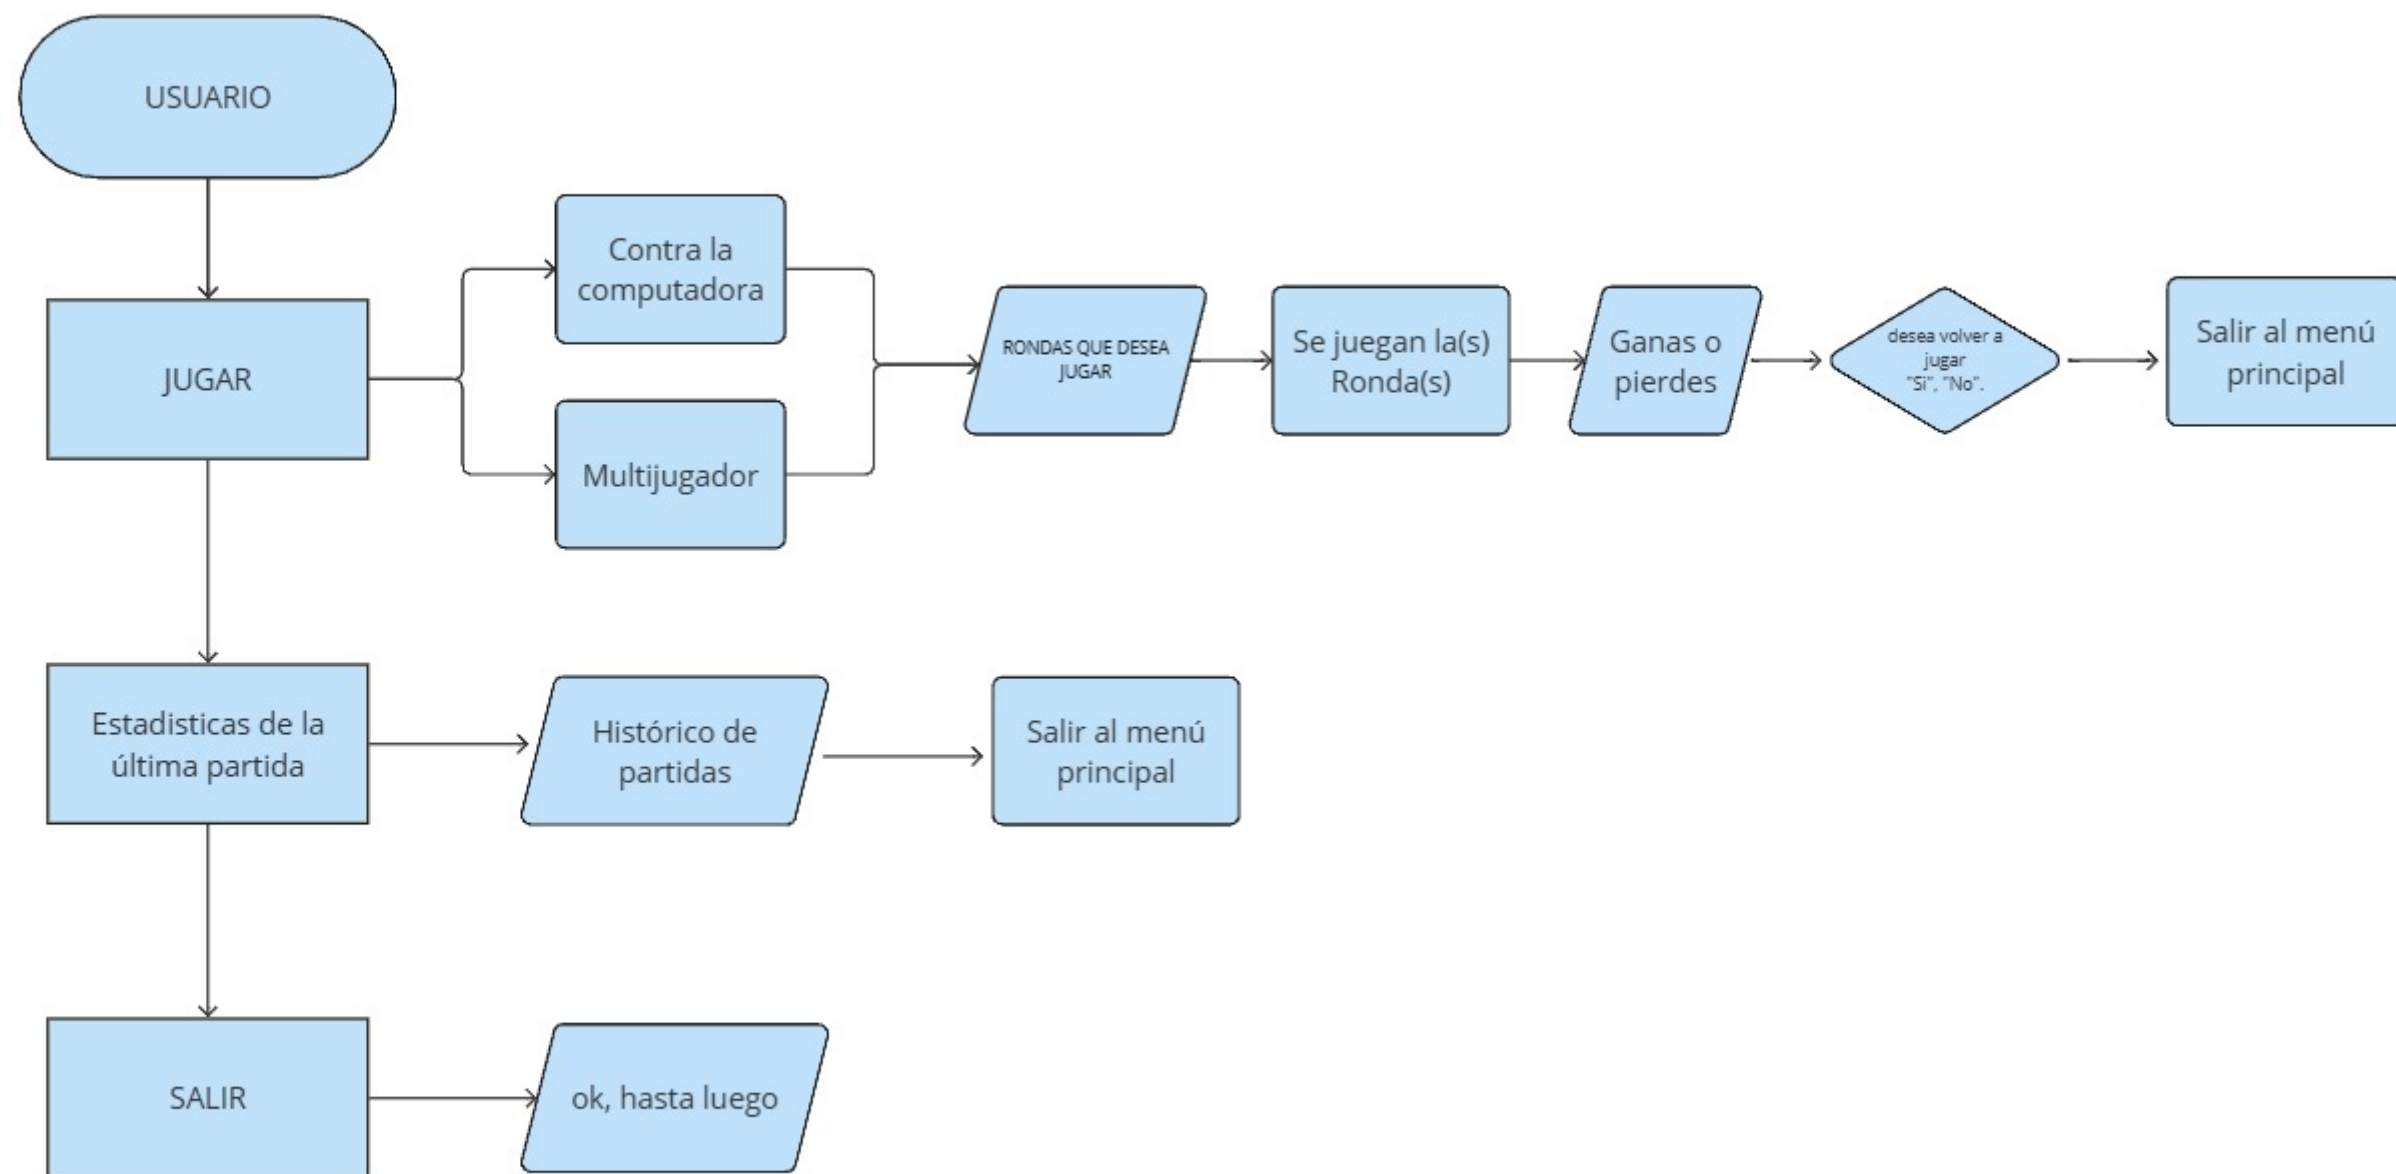 USUARIO
Contra la
computadora
JUGAR
Multijugador
RONDAS QUE DESEA
JUGAR
Se juegan la(s)
Ronda(s)
Ganas o
pierdes
desea volver a
jugar
"Si", "No".
Salir al menú
principal
Estadisticas de la
última partida
Histórico de
partidas
Salir al menú
principal
SALIR
ok, hasta luego